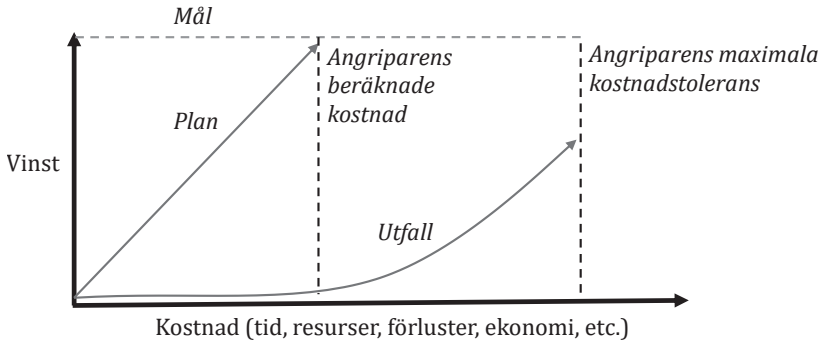 Mål
Angriparens
beräknade
kostnad
Angriparens maximala
kostnadstolerans
Plan
Vinst
Utfall
Kostnad (tid, resurser, förluster, ekonomi, etc.)